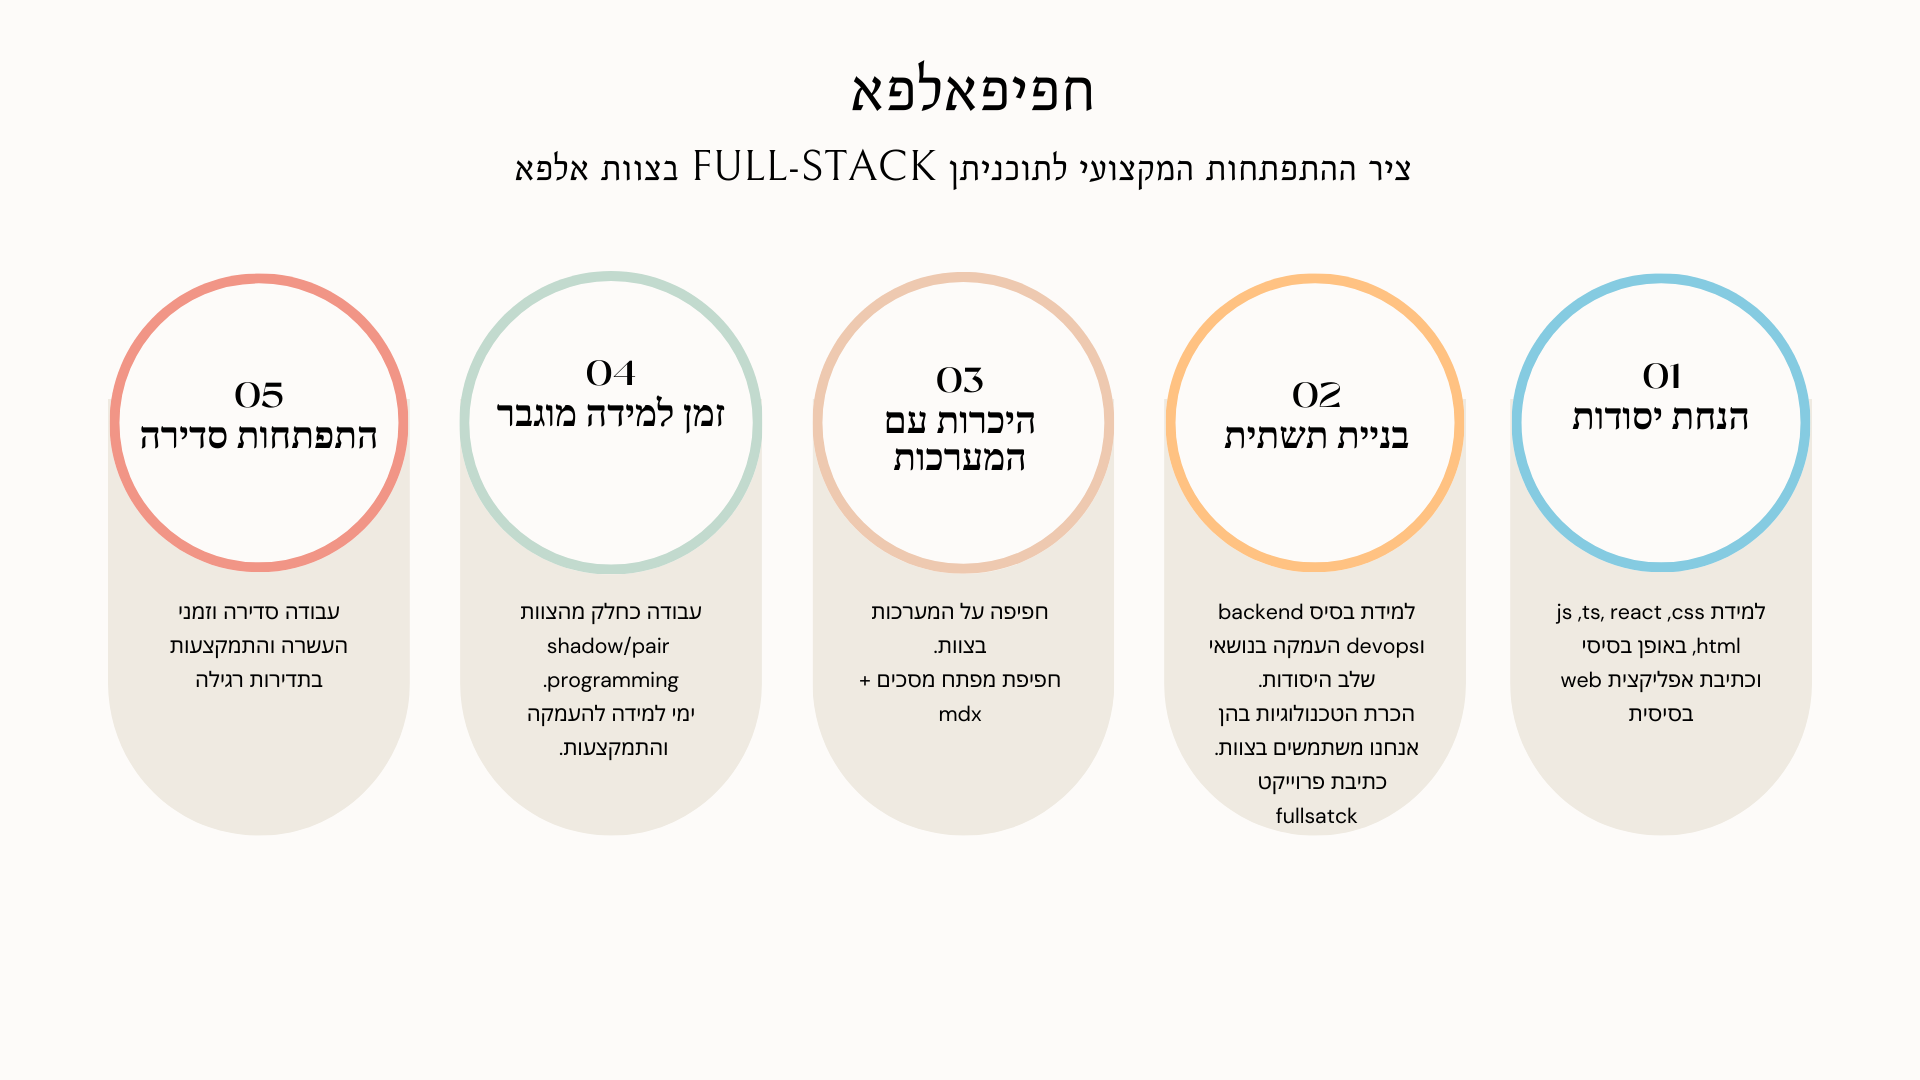 חפיפאלפא
ציר ההתפתחות המקצועי לתוכניתן FULL-STACK בצוות אלפא
01
הנחת יסודות
למידת js ,ts, react ,css
html, באופן בסיסי
וכתיבת אפליקצית web
בסיסית
02
בניית תשתית
למידת בסיס backend
וdevops העמקה בנושאי
שלב היסודות.
הכרת הטכנולוגיות בהן
אנחנו משתמשים בצוות.
כתיבת פרוייקט
fullsatck
03
היכרות עם
המערכות
חפיפה על המערכות
בצוות.
חפיפת מפתח מסכים +
mdx
04
זמן למידה מוגבר
עבודה כחלק מהצוות
shadow/pair
programming.
ימי למידה להעמקה
והתמקצעות.
05
התפתחות סדירה
עבודה סדירה וזמני
העשרה והתמקצעות
בתדירות רגילה